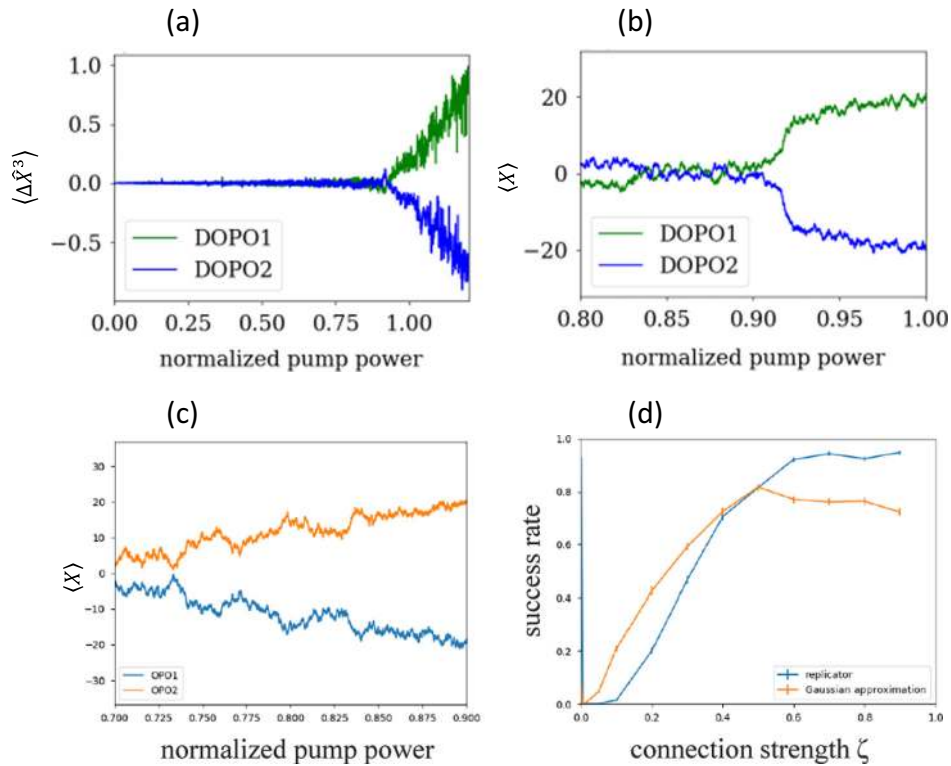 (a)
⟨ΔX̂³⟩
1.0
0.5
0.0
−0.5
DOPO1
DOPO2
0.00 0.25 0.50 0.75 1.00
normalized pump power
(b)
⟨X⟩
20
0
−20
DOPO1
DOPO2
0.80 0.85 0.90 0.95 1.00
normalized pump power
(c)
⟨X⟩
30
20
10
0
−10
−20
−30
OPO1
OPO2
0.700 0.725 0.750 0.775 0.800 0.825 0.850 0.875 0.900
normalized pump power
(d)
success rate
1.0
0.8
0.6
0.4
0.2
0.0
replicator
Gaussian approximation
0.0 0.2 0.4 0.6 0.8 1.0
connection strength ζ